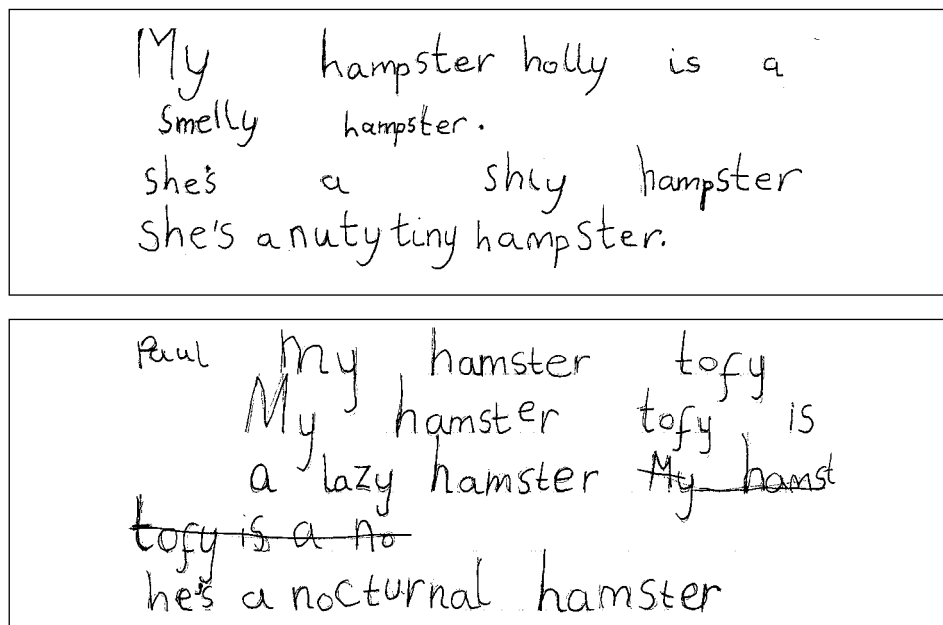 My hampster holly is a
smelly hampster.
she's a shiy hampster
she's a nuty tiny hampster.
Paul My hamster tofy
My hamster tofy is
a lazy hamster My hamst
tofy is a no
he's a nocturnal hamster